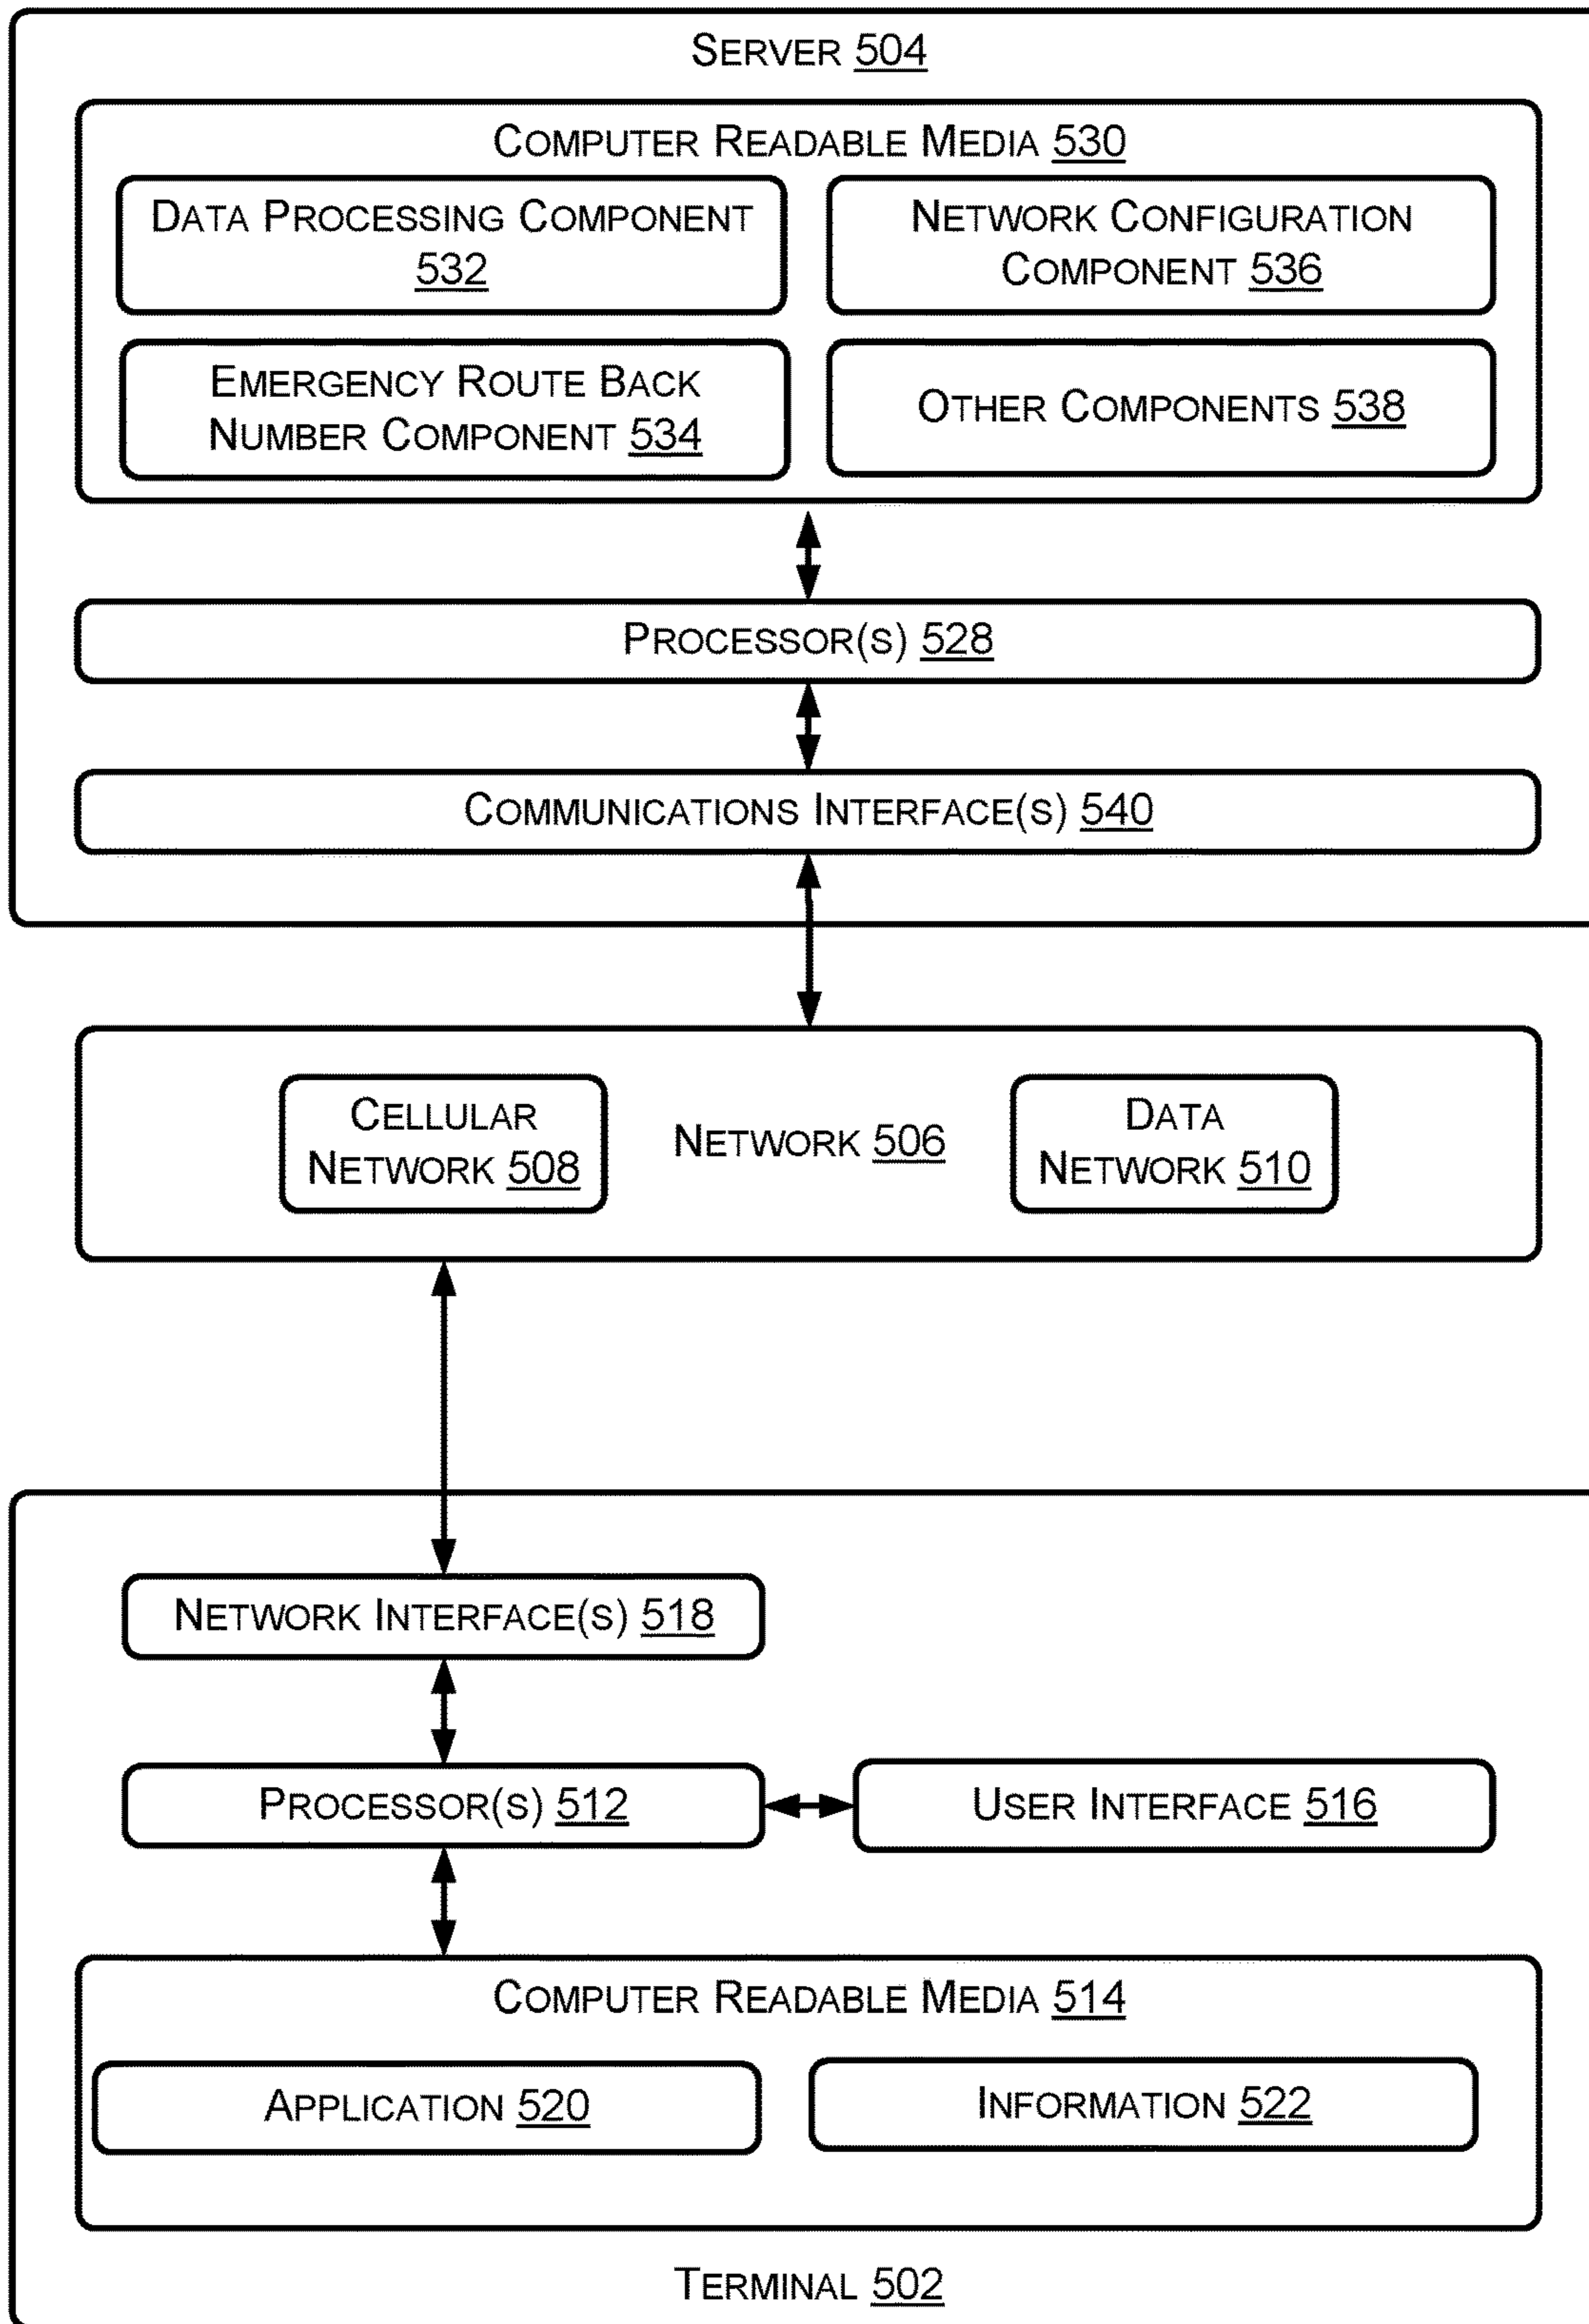 SERVER 504
COMPUTER READABLE MEDIA 530
DATA PROCESSING COMPONENT
532
NETWORK CONFIGURATION
COMPONENT 536
EMERGENCY ROUTE BACK
NUMBER COMPONENT 534
OTHER COMPONENTS 538
PROCESSOR(S) 528
COMMUNICATIONS INTERFACE(S) 540
CELLULAR
NETWORK 508
NETWORK 506
DATA
NETWORK 510
NETWORK INTERFACE(S) 518
PROCESSOR(S) 512
USER INTERFACE 516
COMPUTER READABLE MEDIA 514
APPLICATION 520
INFORMATION 522
TERMINAL 502